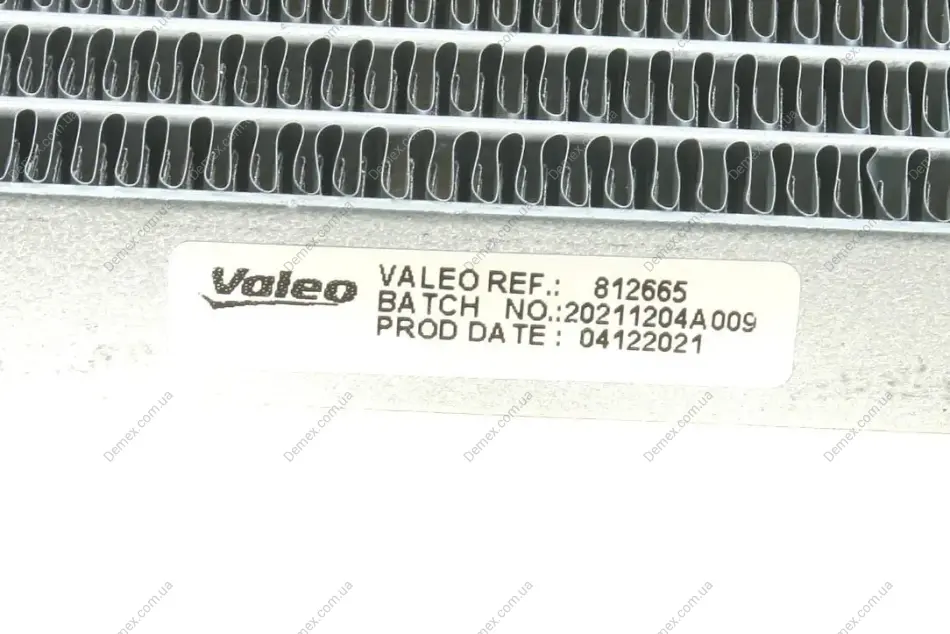 Valeo
VALEO REF.: 812665
BATCH NO.:20211204A009
PROD DATE: 04122021
Demex.com.ua